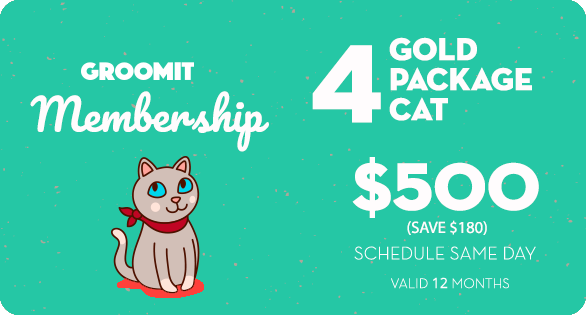 GROOMIT
Membership
4
GOLD
PACKAGE
CAT
$500
(SAVE $180)
SCHEDULE SAME DAY
VALID 12 MONTHS